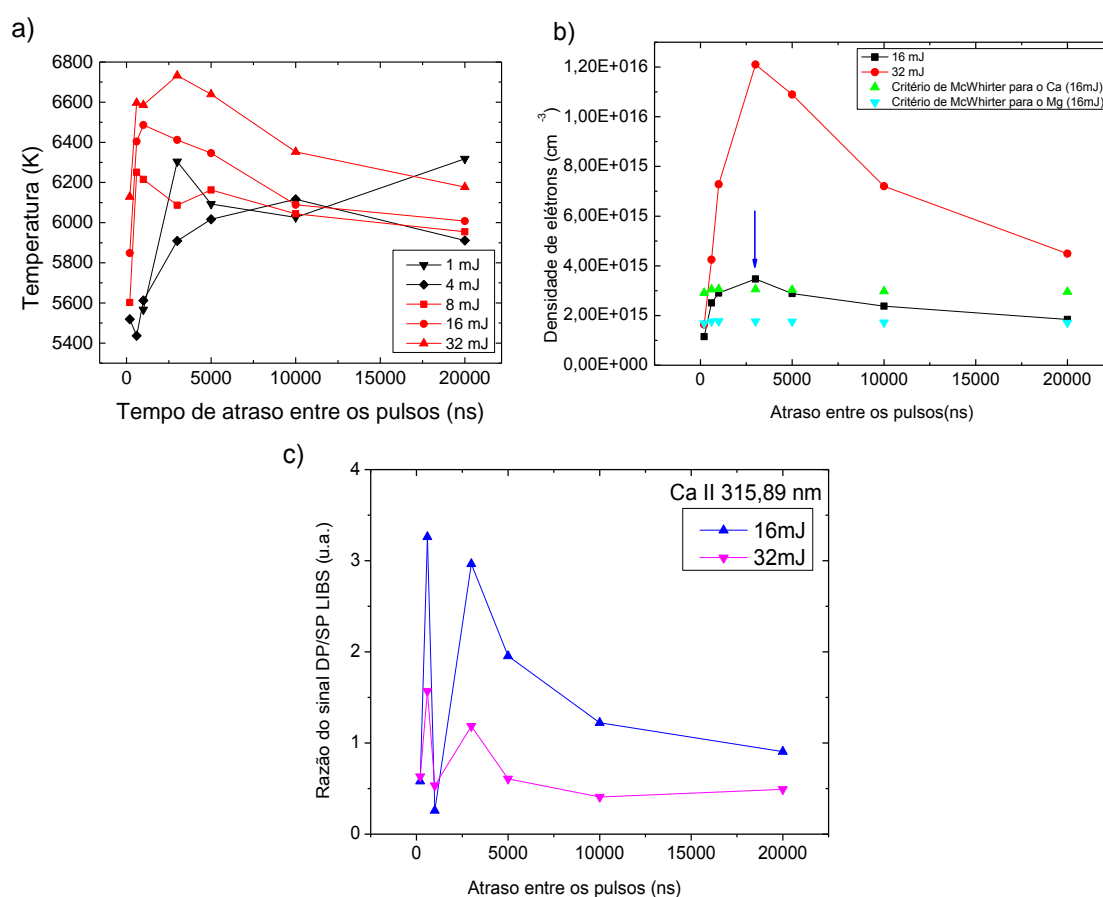 a)
6800
6600
6400
6200
6000
5800
5600
5400
Temperatura (K)
1 mJ
4 mJ
8 mJ
16 mJ
32 mJ
0 5000 10000 15000 20000
Tempo de atraso entre os pulsos (ns)
b)
1,20E+016
1,00E+016
8,00E+015
6,00E+015
4,00E+015
2,00E+015
0,00E+000
Densidade de elétrons (cm⁻³)
16 mJ
32 mJ
Critério de McWhirter para o Ca (16mJ)
Critério de McWhirter para o Mg (16mJ)
0 5000 10000 15000 20000
Atraso entre os pulsos(ns)
c)
4
3
2
1
0
Razão do sinal DP/SP LIBS (u.a.)
Ca II 315,89 nm
16mJ
32mJ
0 5000 10000 15000 20000
Atraso entre os pulsos (ns)